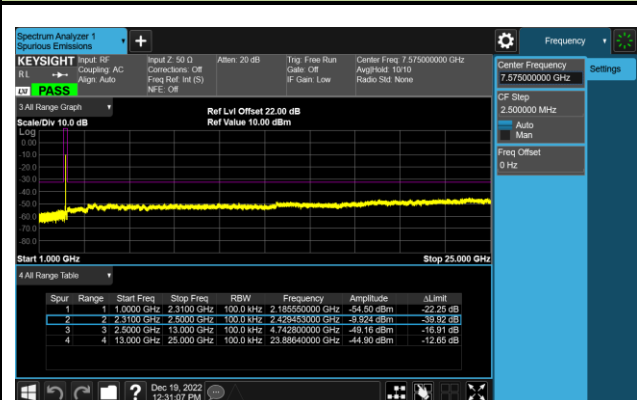 Spectrum Analyzer 1
Spurious Emissions
Frequency
KEYSIGHT
Input: RF
Input Z: 50 Ω
Atten: 20 dB
Trig: Free Run
Center Freq: 7.575000000 GHz
RL
Coupling: AC
Corrections: Off
Gate: Off
Avg|Hold: 10/10
Align: Auto
Freq Ref: Int (S)
IF Gain: Low
Radio Std: None
NFE: Off
LXI
PASS
Center Frequency
7.575000000 GHz
Settings
CF Step
2.500000 MHz
Auto
Man
Freq Offset
0 Hz
3 All Range Graph
Ref Lvl Offset 22.00 dB
Scale/Div 10.0 dB
Ref Value 10.00 dBm
Log
0.00
-10.0
-20.0
-30.0
-40.0
-50.0
-60.0
-70.0
-80.0
Start 1.000 GHz
Stop 25.000 GHz
4 All Range Table
Spur Range Start Freq Stop Freq RBW Frequency Amplitude ΔLimit
1 1 1.0000 GHz 2.3100 GHz 100.0 kHz 2.185550000 GHz -54.50 dBm -22.25 dB
2 2 2.3100 GHz 2.5000 GHz 100.0 kHz 2.429453000 GHz -9.924 dBm -39.92 dB
3 3 2.5000 GHz 13.000 GHz 100.0 kHz 4.742800000 GHz -49.16 dBm -16.91 dB
4 4 13.000 GHz 25.000 GHz 100.0 kHz 23.88640000 GHz -44.90 dBm -12.65 dB
Dec 19, 2022
12:31:07 PM